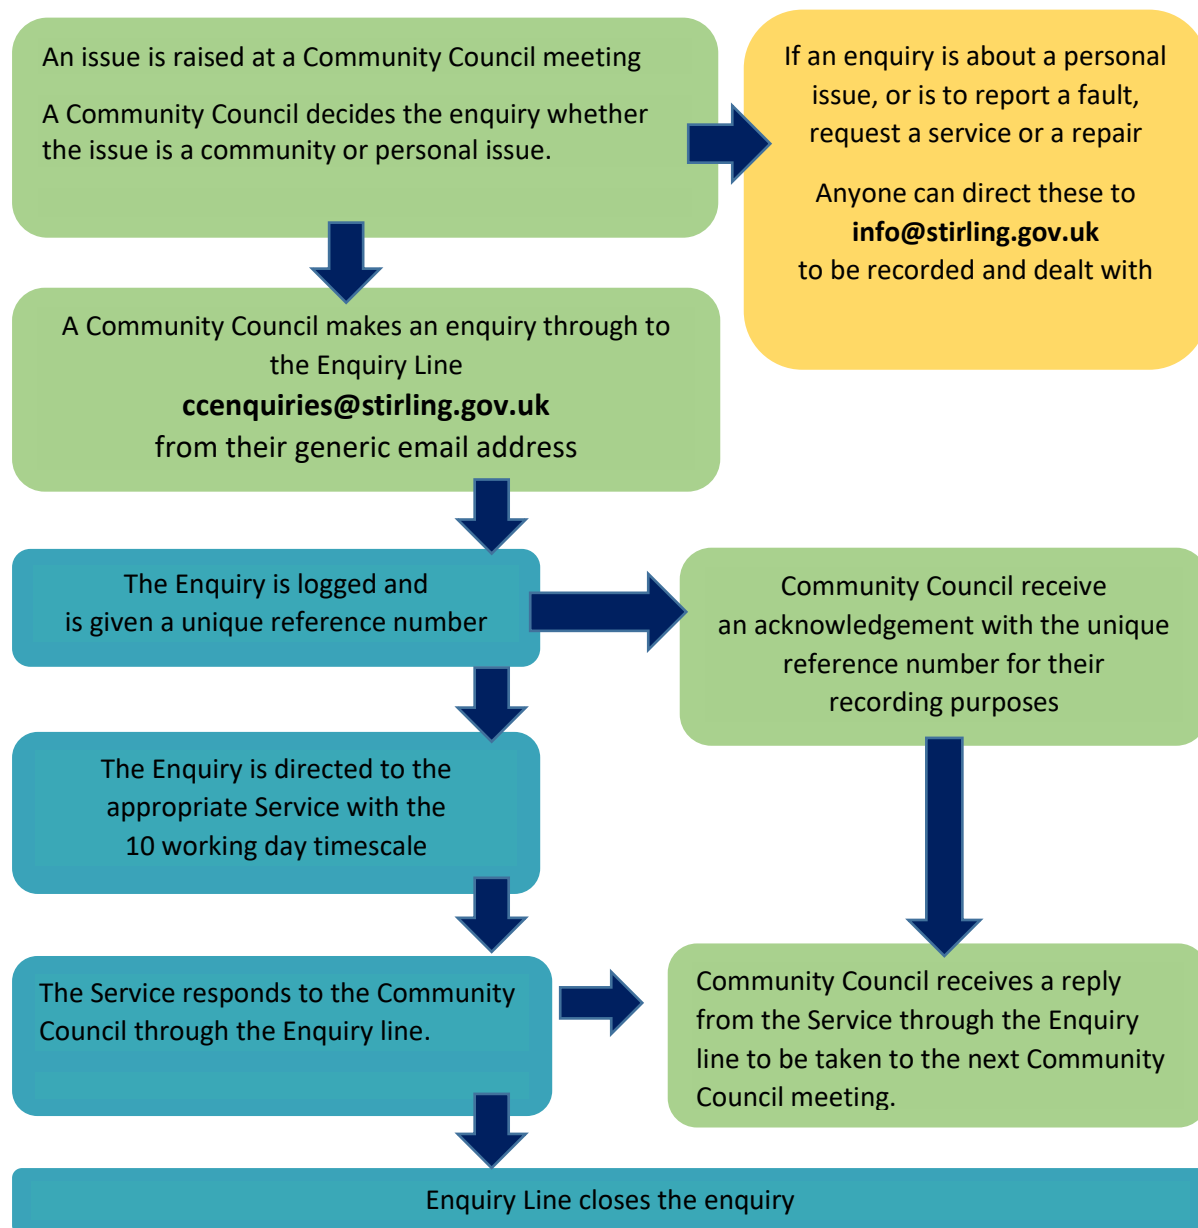 An issue is raised at a Community Council meeting
A Community Council decides the enquiry whether
the issue is a community or personal issue.
If an enquiry is about a personal
issue, or is to report a fault,
request a service or a repair
Anyone can direct these to
info@stirling.gov.uk
to be recorded and dealt with
A Community Council makes an enquiry through to
the Enquiry Line
ccenquiries@stirling.gov.uk
from their generic email address
The Enquiry is logged and
is given a unique reference number
Community Council receive
an acknowledgement with the unique
reference number for their
recording purposes
The Enquiry is directed to the
appropriate Service with the
10 working day timescale
The Service responds to the Community
Council through the Enquiry line.
Community Council receives a reply
from the Service through the Enquiry
line to be taken to the next Community
Council meeting.
Enquiry Line closes the enquiry